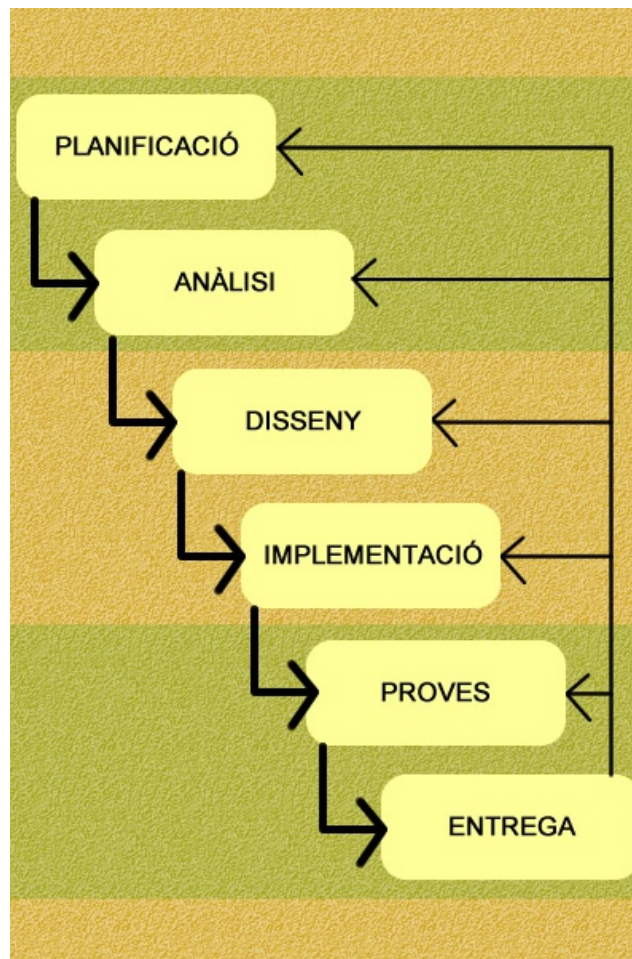 PLANIFICACIÓ
ANÀLISI
DISSENY
IMPLEMENTACIÓ
PROVES
ENTREGA